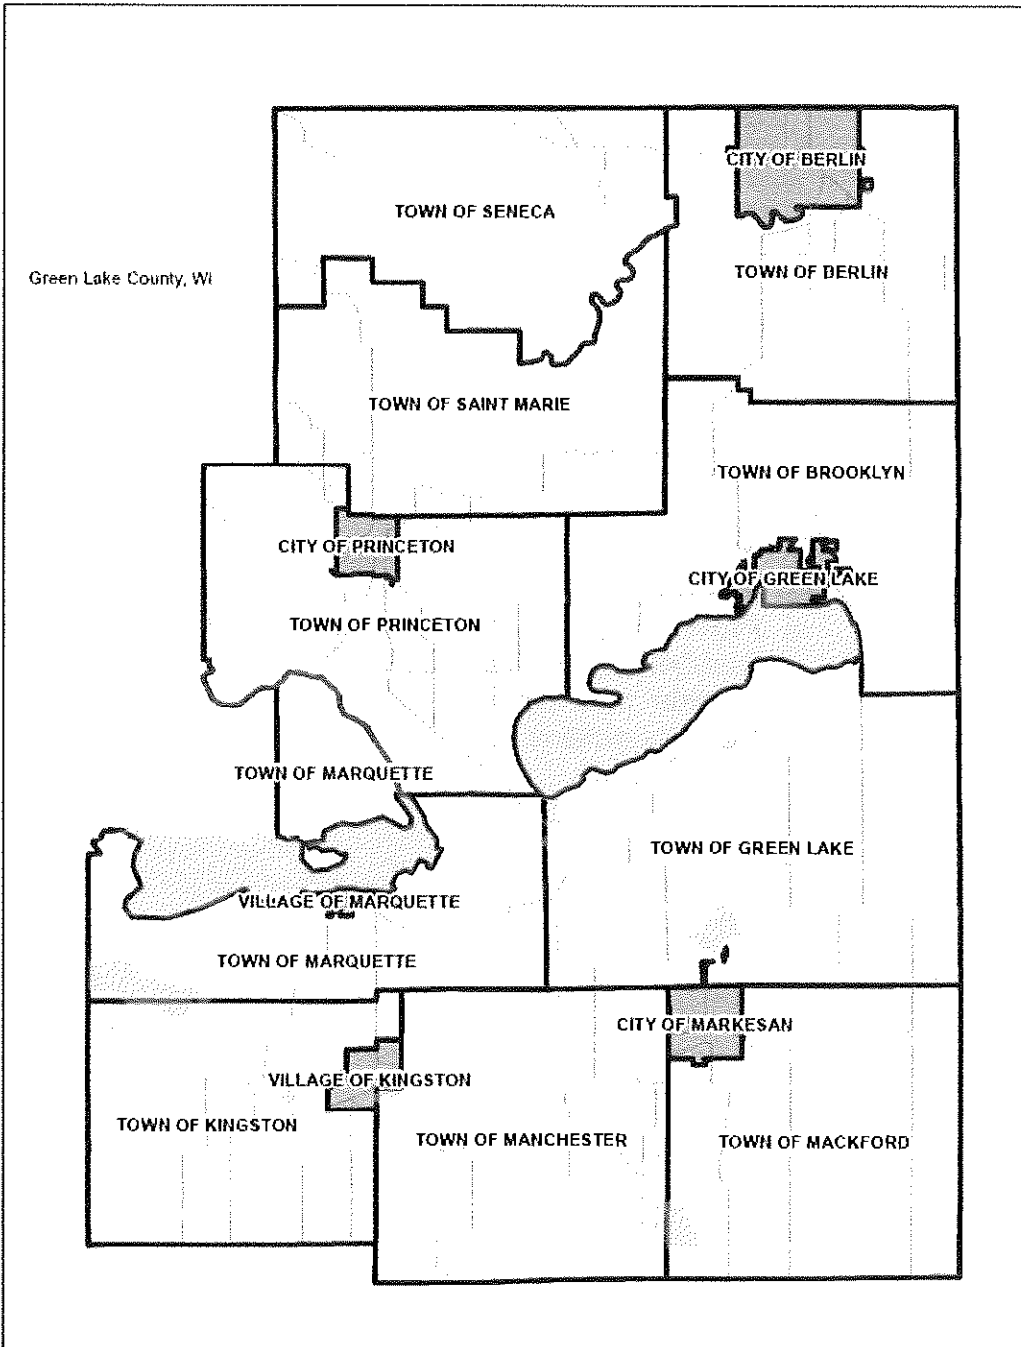 CITY OF BERLIN
TOWN OF SENECA
TOWN OF BERLIN
Green Lake County, WI
TOWN OF SAINT MARIE
TOWN OF BROOKLYN
CITY OF PRINCETON
CITY OF GREEN LAKE
TOWN OF PRINCETON
TOWN OF MARQUETTE
TOWN OF GREEN LAKE
VILLAGE OF MARQUETTE
TOWN OF MARQUETTE
CITY OF MARKESAN
VILLAGE OF KINGSTON
TOWN OF KINGSTON
TOWN OF MANCHESTER
TOWN OF MACKFORD